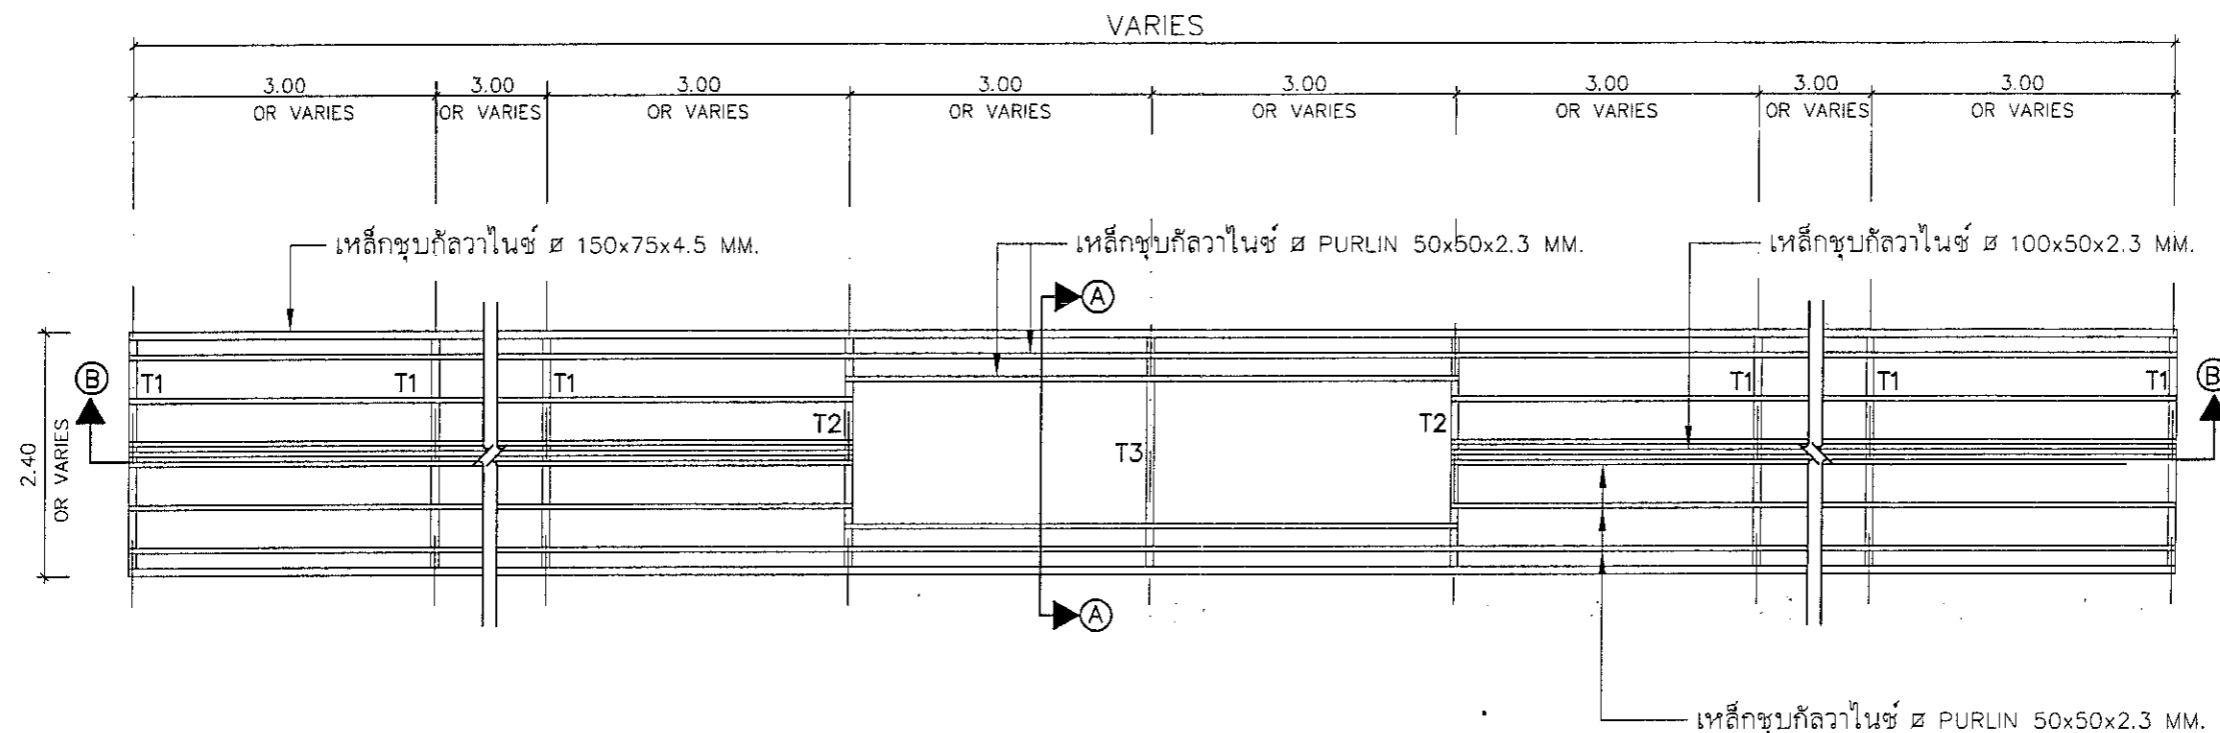 VARIES
3.00 3.00 3.00 3.00 3.00 3.00 3.00 3.00
OR VARIES OR VARIES OR VARIES OR VARIES OR VARIES OR VARIES OR VARIES OR VARIES
เหล็กชุบกัลวาไนซ์ ⌀ 150x75x4.5 MM.
เหล็กชุบกัลวาไนซ์ ⌀ PURLIN 50x50x2.3 MM.
เหล็กชุบกัลวาไนซ์ ⌀ 100x50x2.3 MM.
A
B T1 T1 T1 T1 T1 T1 B
T2 T2
T3
2.40
OR VARIES
A
เหล็กชุบกัลวาไนซ์ ⌀ PURLIN 50x50x2.3 MM.